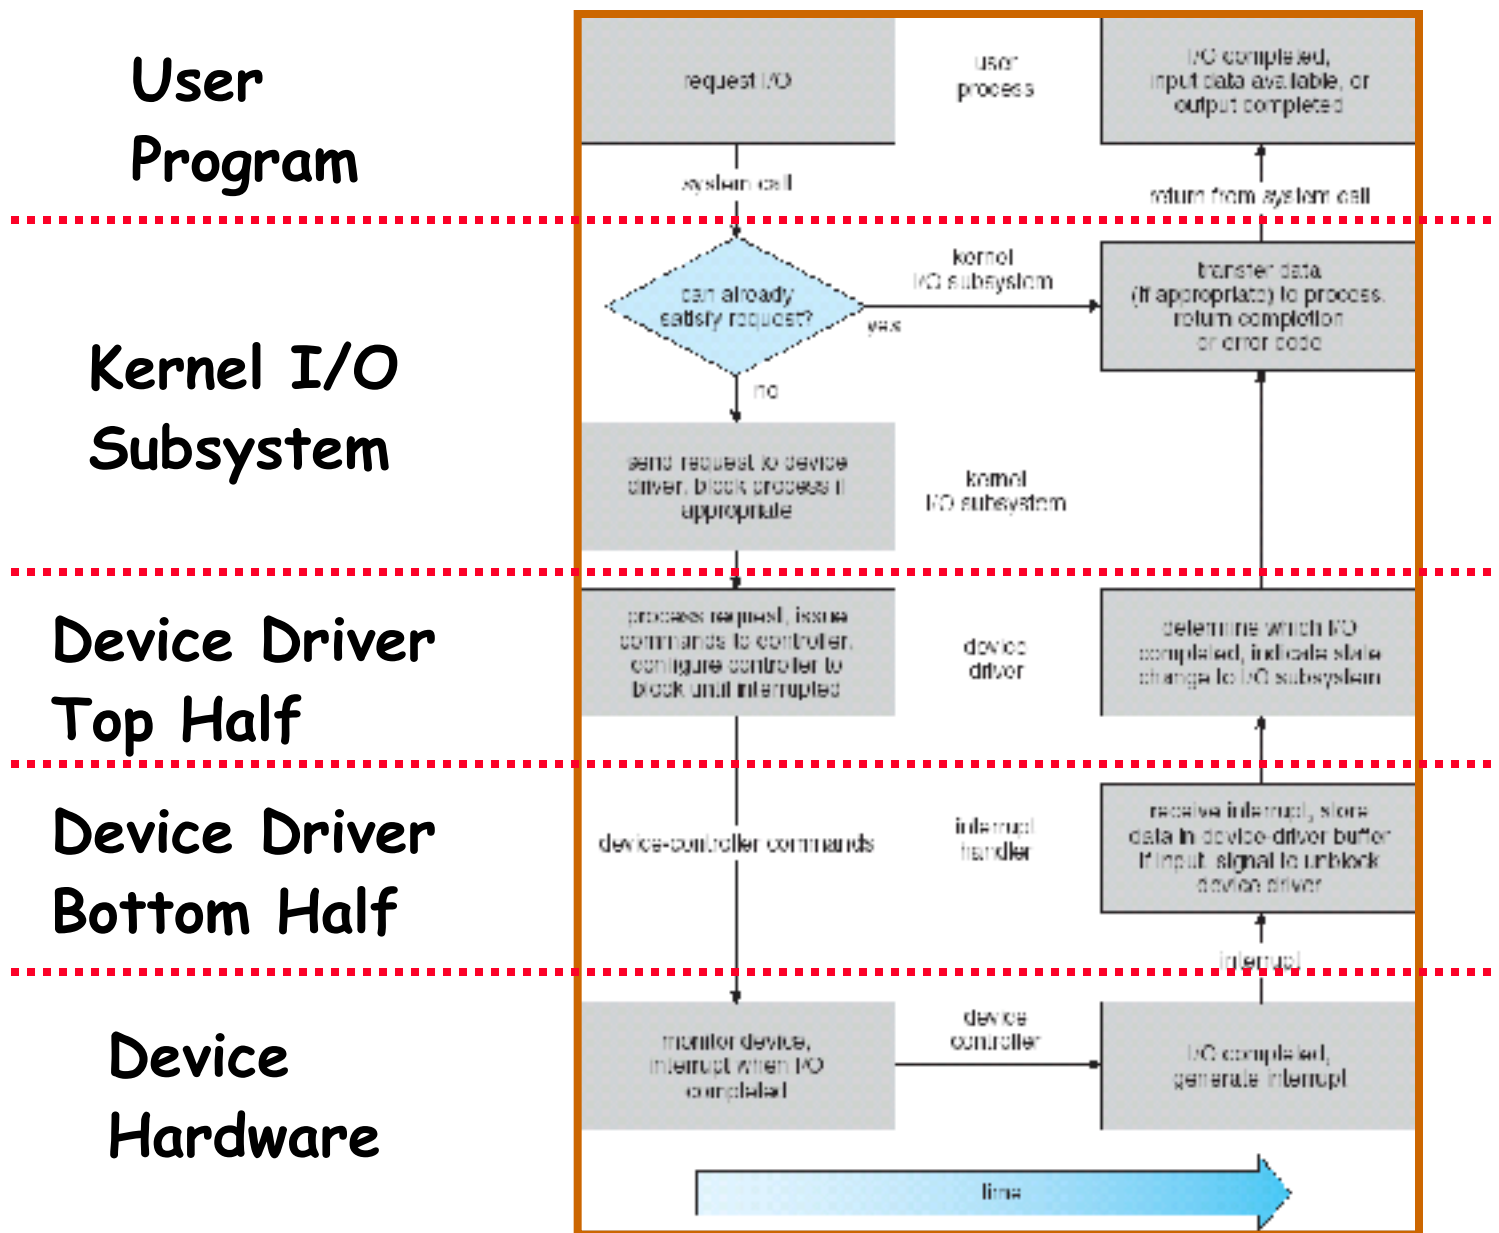 User
Program
request I/O
user
process
I/O completed,
input data available, or
output completed
system call
return from system call
Kernel I/O
Subsystem
can already
satisfy request?
kernel
I/O subsystem
yes
transfer data
(if appropriate) to process,
return completion
or error code
no
send request to device
driver, block process if
appropriate
kernel
I/O subsystem
Device Driver
Top Half
process request, issue
commands to controller,
configure controller to
block until interrupted
device
driver
determine which I/O
completed, indicate state
change to I/O subsystem
Device Driver
Bottom Half
device-controller commands
interrupt
handler
receive interrupt, store
data in device-driver buffer
if input, signal to unblock
device driver
interrupt
Device
Hardware
monitor device,
interrupt when I/O
completed
device
controller
I/O completed,
generate interrupt
time